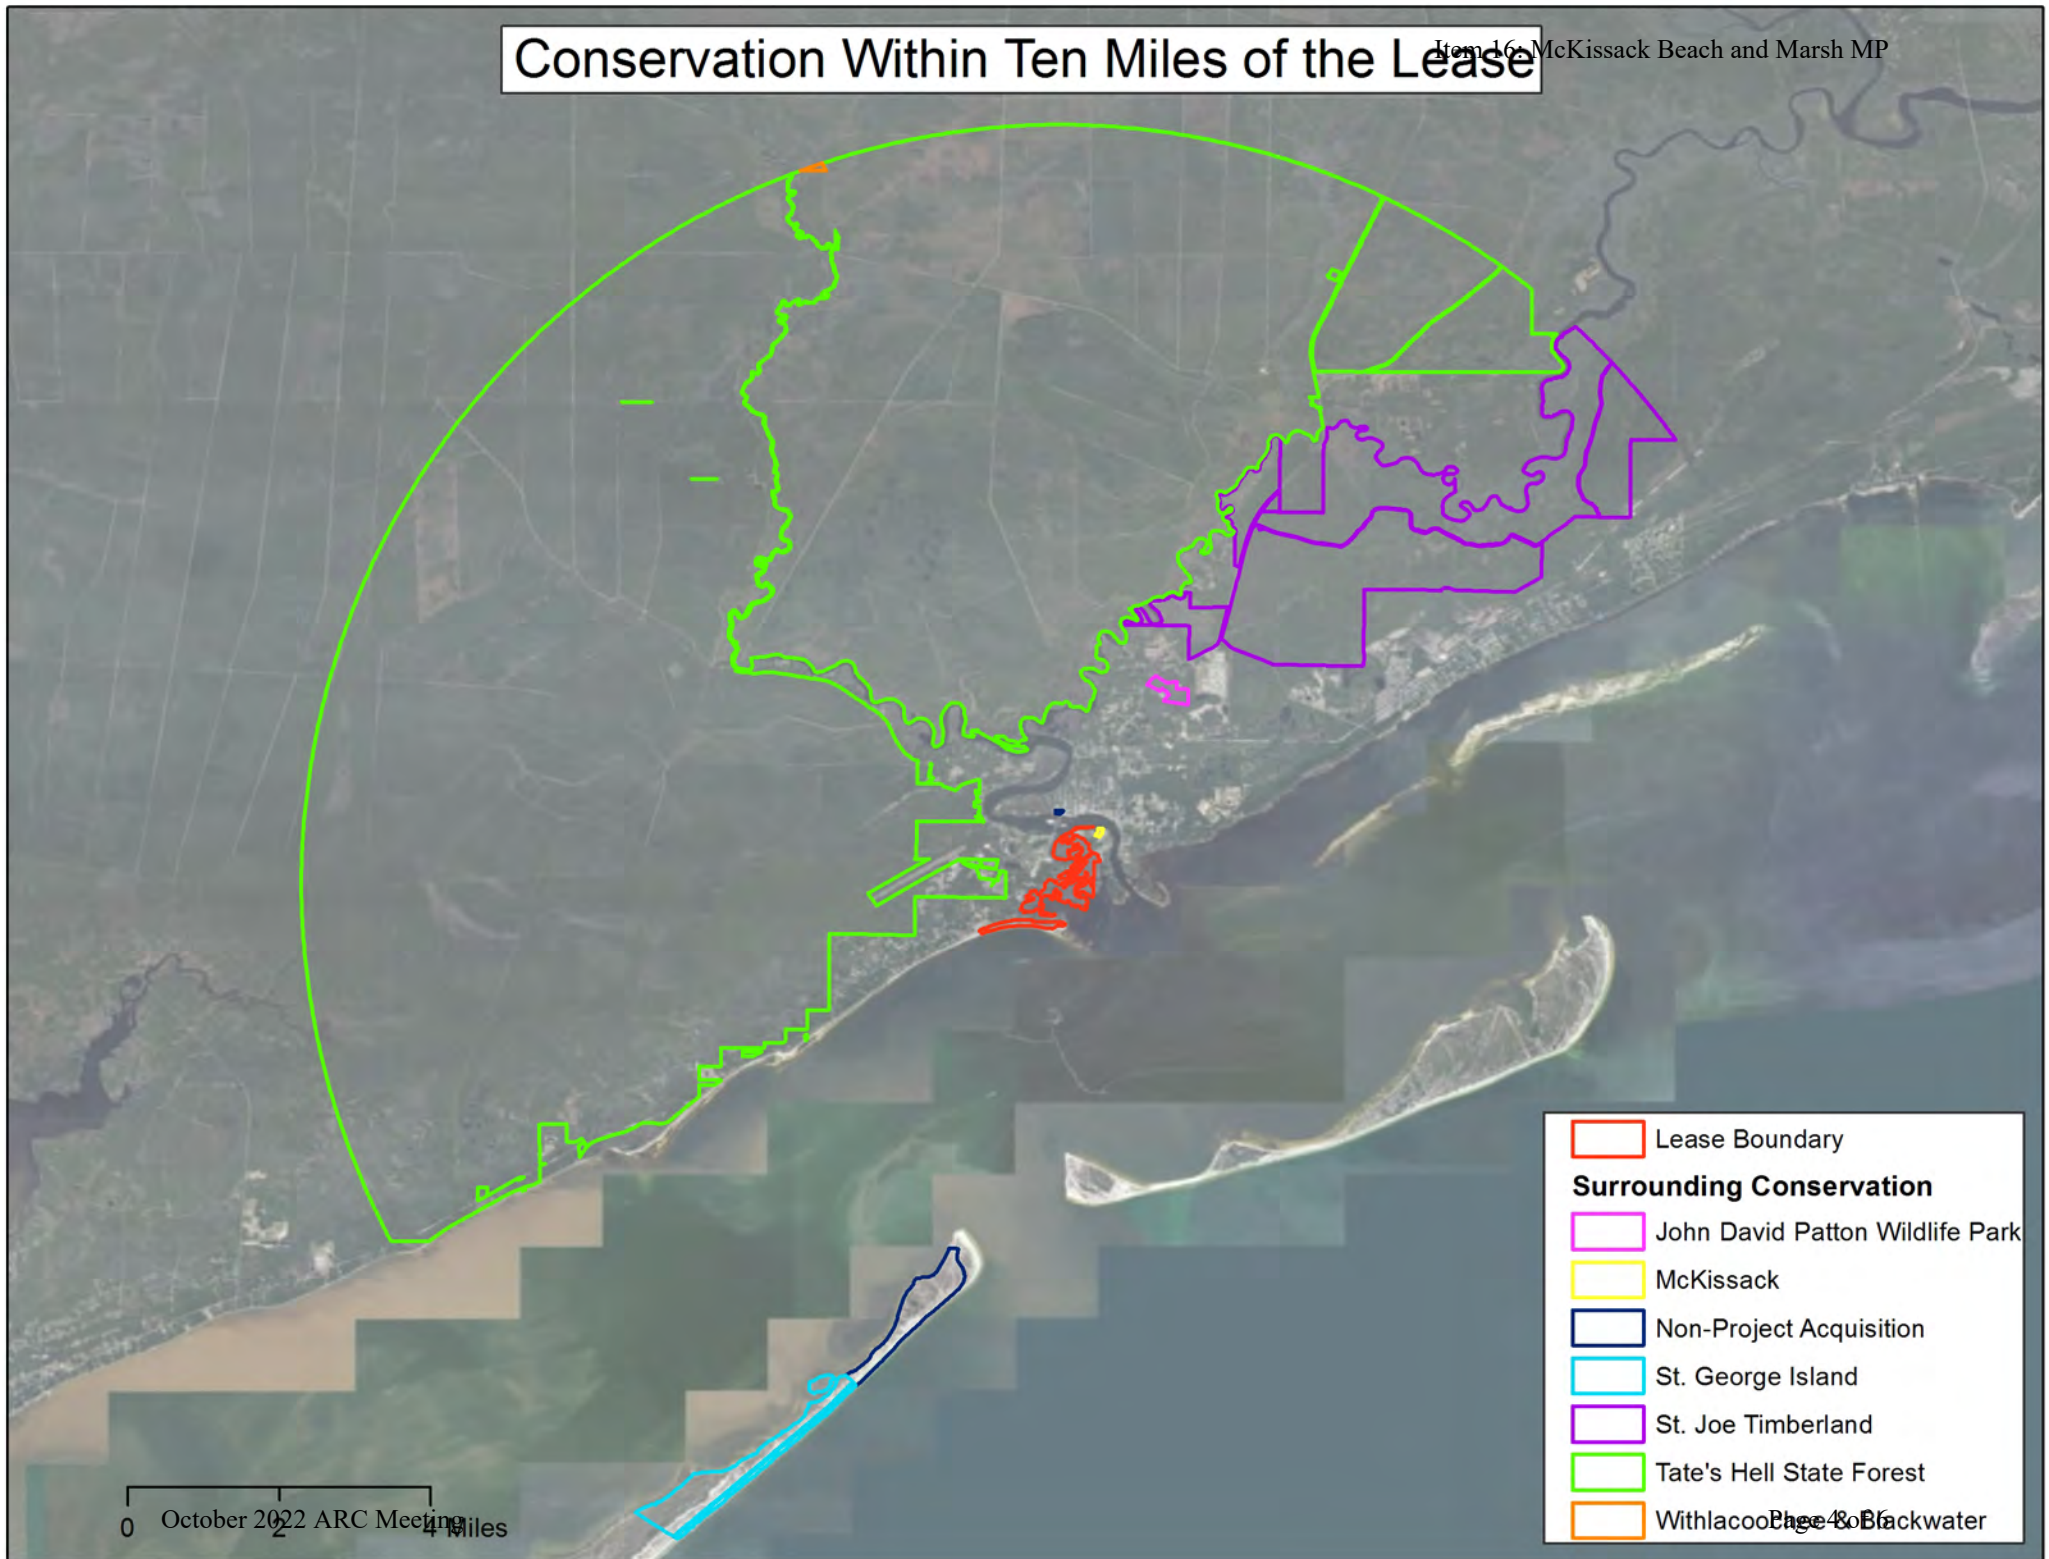 Conservation Within Ten Miles of the Lease
Item 16: McKissack Beach and Marsh MP
Lease Boundary
Surrounding Conservation
John David Patton Wildlife Park
McKissack
Non-Project Acquisition
St. George Island
St. Joe Timberland
Tate's Hell State Forest
Withlacoochee & Blackwater
0 2 4 Miles
October 2022 ARC Meeting
Page 4 of